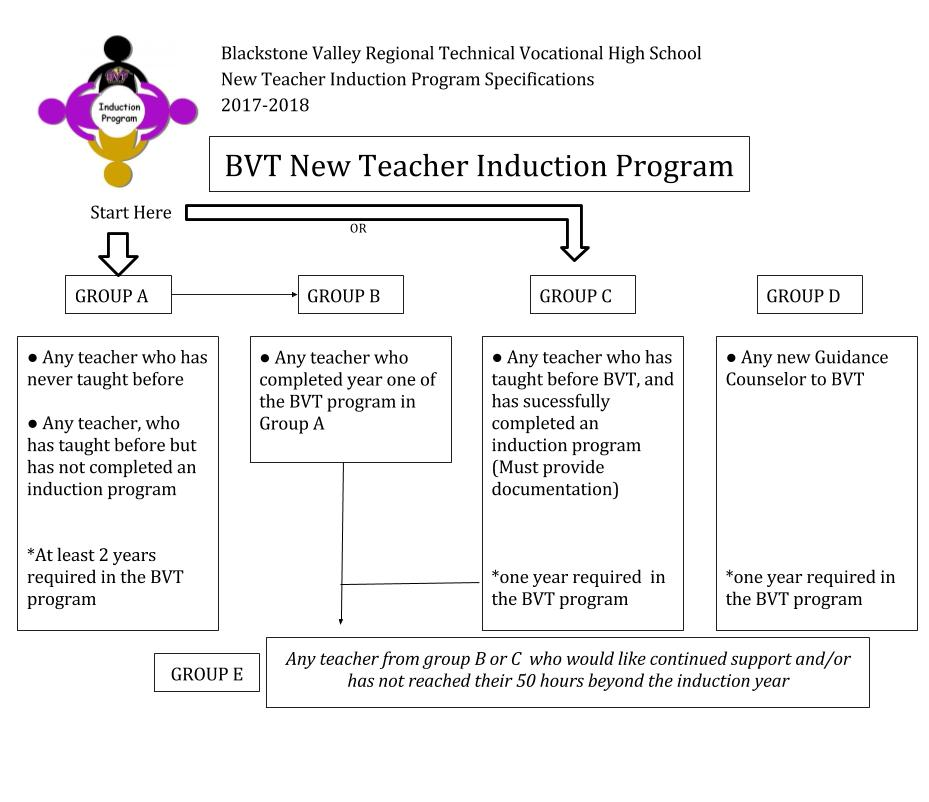 Blackstone Valley Regional Technical Vocational High School
New Teacher Induction Program Specifications
2017-2018
BVT
Induction
Program
BVT New Teacher Induction Program
Start Here
OR
GROUP A
GROUP B
GROUP C
GROUP D
● Any teacher who has
never taught before
● Any teacher, who
has taught before but
has not completed an
induction program
*At least 2 years
required in the BVT
program
● Any teacher who
completed year one of
the BVT program in
Group A
● Any teacher who has
taught before BVT, and
has sucessfully
completed an
induction program
(Must provide
documentation)
*one year required in
the BVT program
● Any new Guidance
Counselor to BVT
*one year required in
the BVT program
GROUP E
Any teacher from group B or C who would like continued support and/or
has not reached their 50 hours beyond the induction year